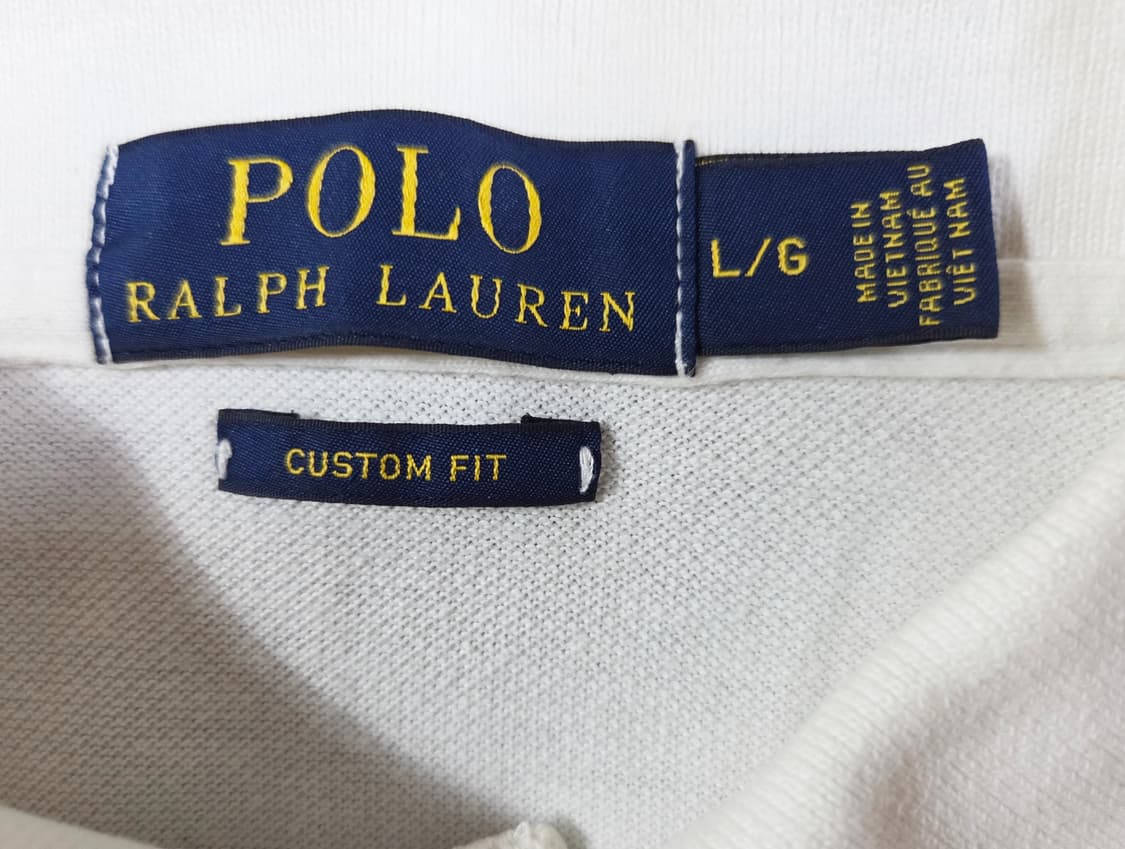 POLO
RALPH LAUREN
L/G
MADE IN
VIETNAM
FABRIQUÉ AU
VIÊT NAM
CUSTOM FIT